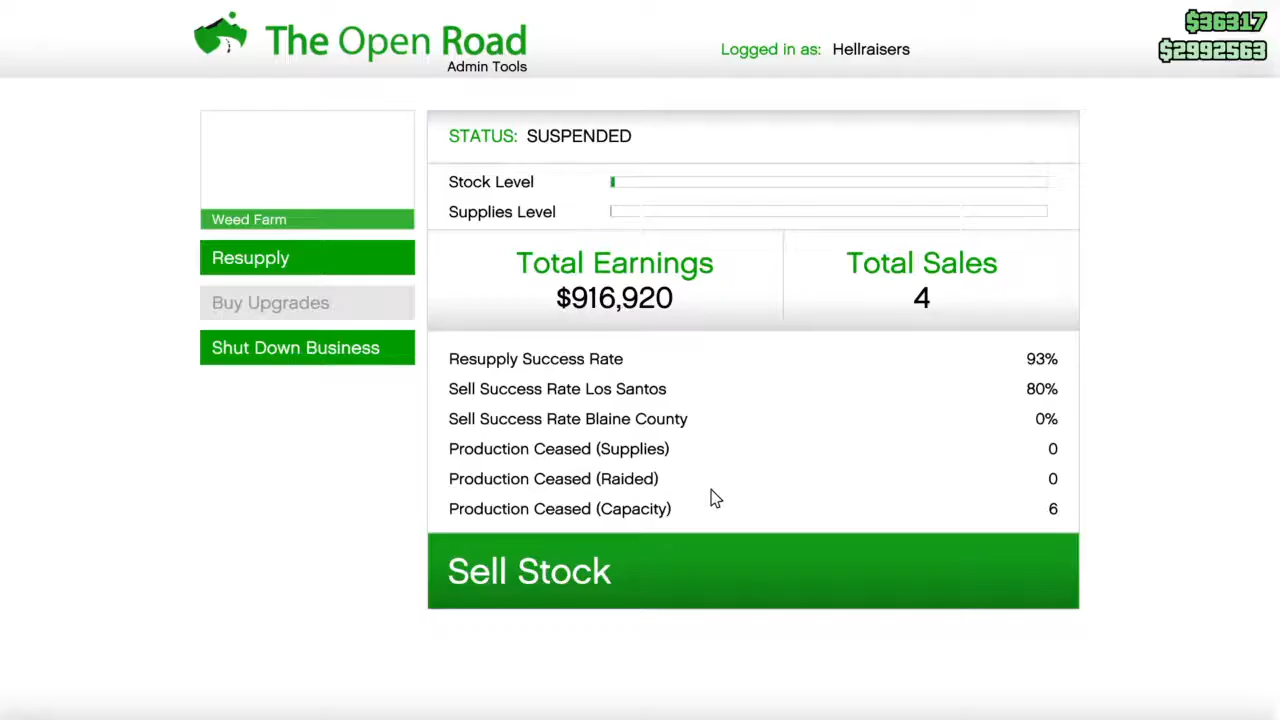 The Open Road
Admin Tools
Logged in as: Hellraisers
$36317
$2992563
Weed Farm
Resupply
Buy Upgrades
Shut Down Business
STATUS: SUSPENDED
Stock Level
Supplies Level
Total Earnings
$916,920
Total Sales
4
Resupply Success Rate 93%
Sell Success Rate Los Santos 80%
Sell Success Rate Blaine County 0%
Production Ceased (Supplies) 0
Production Ceased (Raided) 0
Production Ceased (Capacity) 6
Sell Stock